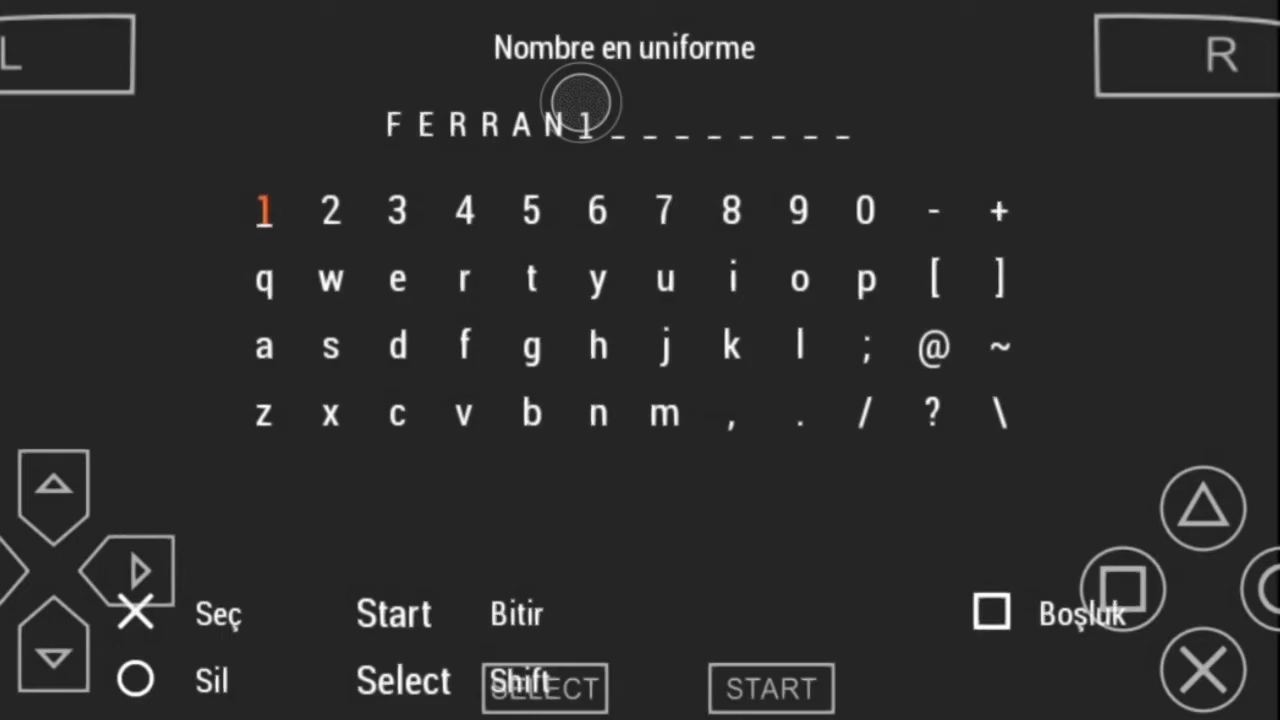 L
Nombre en uniforme
R
FERRAN1________
1 2 3 4 5 6 7 8 9 0 - +
q w e r t y u i o p [ ]
a s d f g h j k l ; @ ~
z x c v b n m , . / ? \
Seç Start Bitir Boşluk
Sil Select Shift
SELECT START